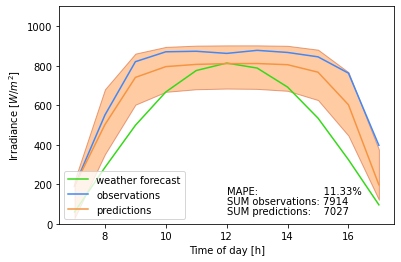 1000
800
600
400
200
0
Irradiance [W/m²]
weather forecast
observations
predictions
MAPE: 11.33%
SUM observations: 7914
SUM predictions: 7027
8 10 12 14 16
Time of day [h]